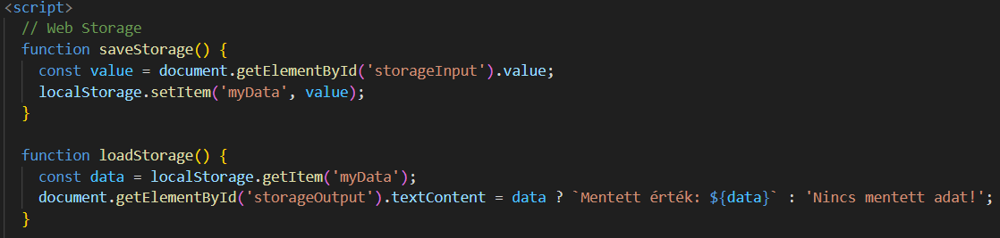 <script>
// Web Storage
function saveStorage() {
const value = document.getElementById('storageInput').value;
localStorage.setItem('myData', value);
}
function loadStorage() {
const data = localStorage.getItem('myData');
document.getElementById('storageOutput').textContent = data ? `Mentett érték: ${data}` : 'Nincs mentett adat!';
}